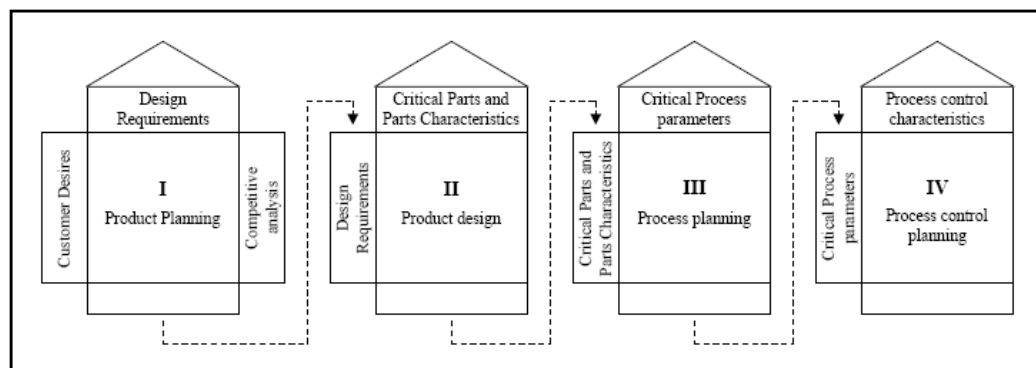 Design
Requirements
Customer Desires
I
Product Planning
Competitive
analysis
Critical Parts and
Parts Characteristics
Design
Requirements
II
Product design
Critical Process
parameters
Critical Parts and
Parts Characteristics
III
Process planning
Process control
characteristics
Critical Process
parameters
IV
Process control
planning